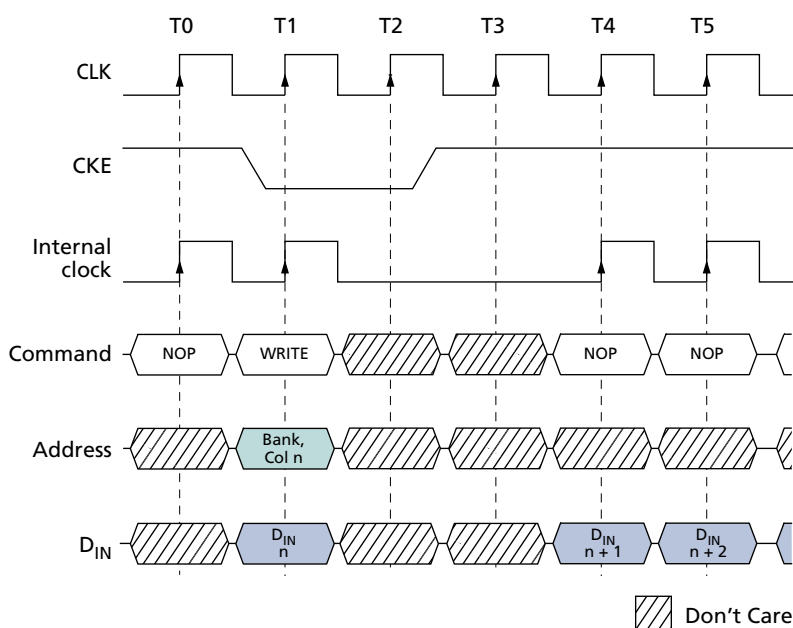 T0 T1 T2 T3 T4 T5
CLK
CKE
Internal
clock
Command NOP WRITE NOP NOP
Address Bank,
Col n
DIN DIN
n DIN
n + 1 DIN
n + 2
Don't Care